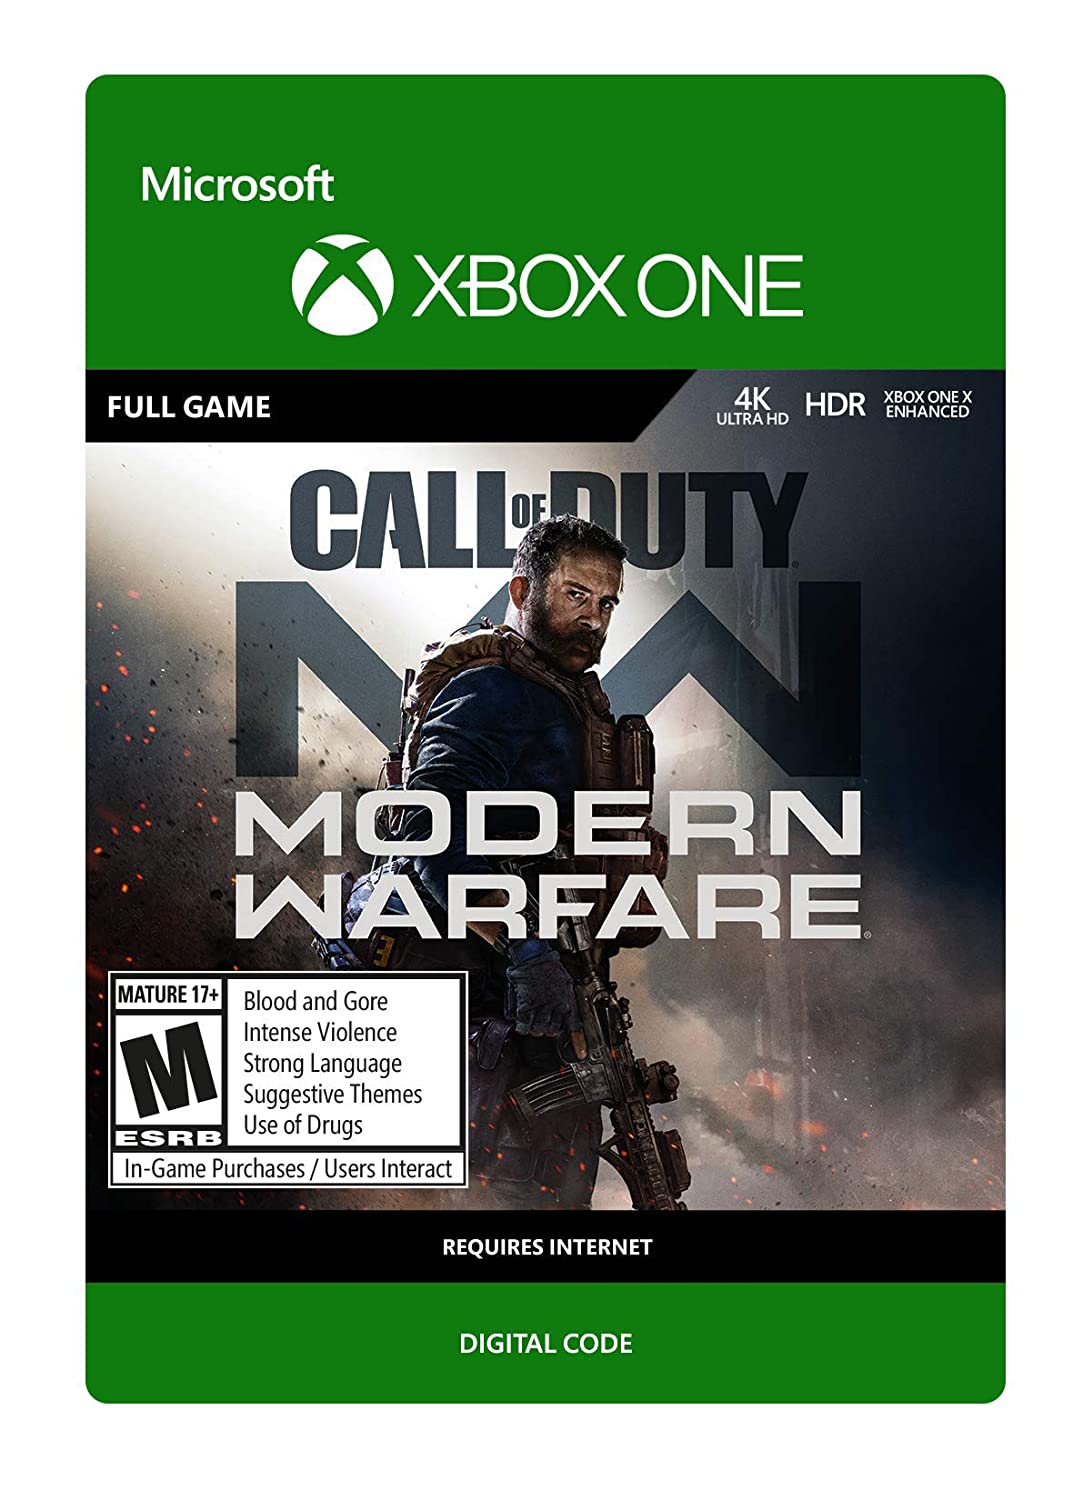 Microsoft
XBOX ONE
FULL GAME
4K
ULTRA HD
HDR
XBOX ONE X
ENHANCED
CALL OF DUTY®
MW
MODERN
WARFARE®
MATURE 17+
M
ESRB
Blood and Gore
Intense Violence
Strong Language
Suggestive Themes
Use of Drugs
In-Game Purchases / Users Interact
REQUIRES INTERNET
DIGITAL CODE